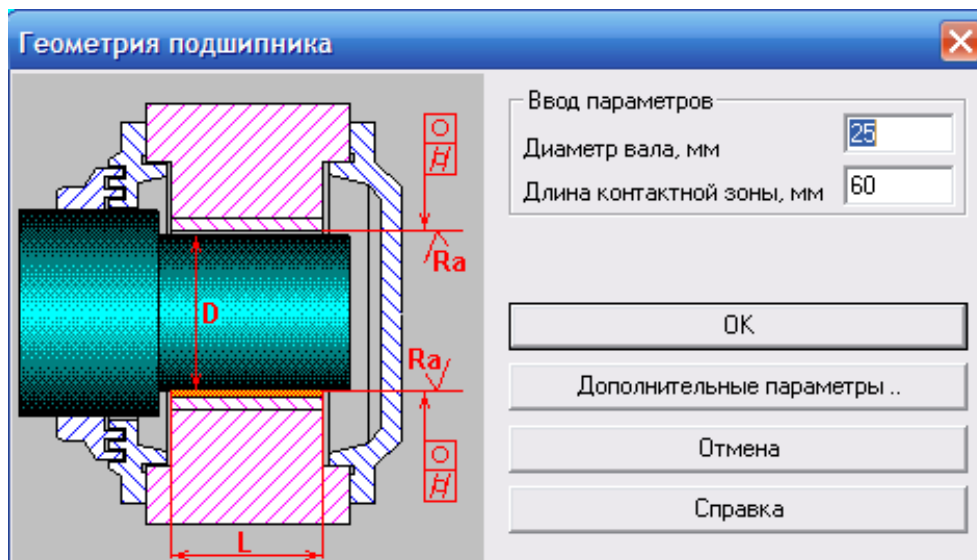 Геометрия подшипника
Ввод параметров
Диаметр вала, мм 25
Длина контактной зоны, мм 60
OK
Дополнительные параметры ..
Отмена
Справка
Ra
D
Ra
L